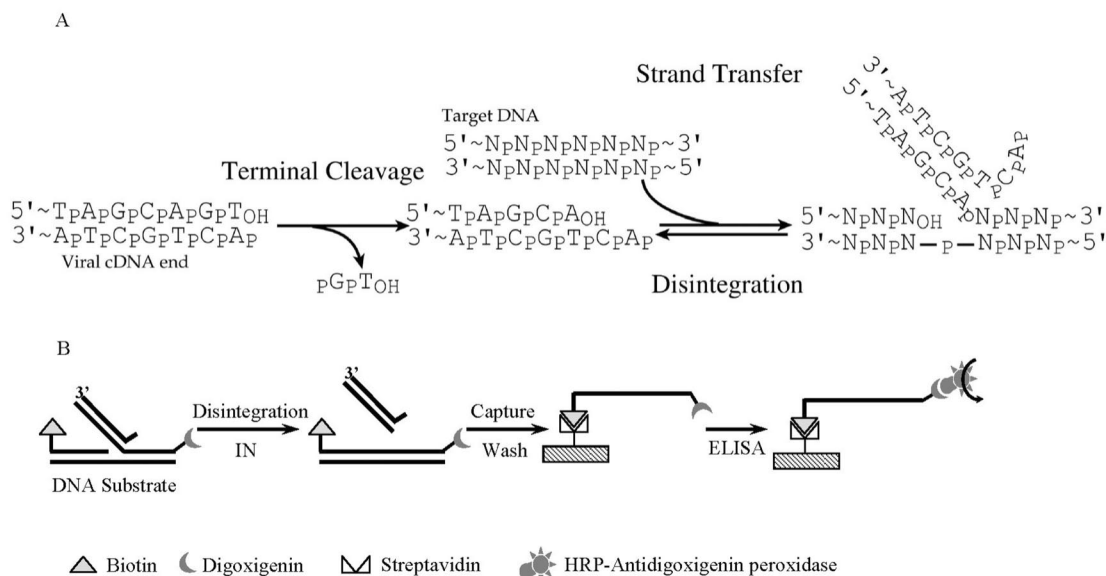 A
Strand Transfer
Target DNA
5'~NPNPNPNPNPNP~3'
3'~NPNPNPNPNPNP~5'
Terminal Cleavage
5'~TPAPGPCPAPGPTOH
3'~APTPCPGPTPCPAP
Viral cDNA end
PGPTOH
5'~TPAPGPCPAOH
3'~APTPCPGPTPCPAP
Disintegration
3'~APTPCPGPTPCPAP
5'~TPAPGPCPAP
5'~NPNPNOH NPNPNP~3'
3'~NPNPN–P–NPNPNP~5'
B
3'
Disintegration
IN
DNA Substrate
3'
Capture
Wash
ELISA
Biotin
Digoxigenin
Streptavidin
HRP-Antidigoxigenin peroxidase